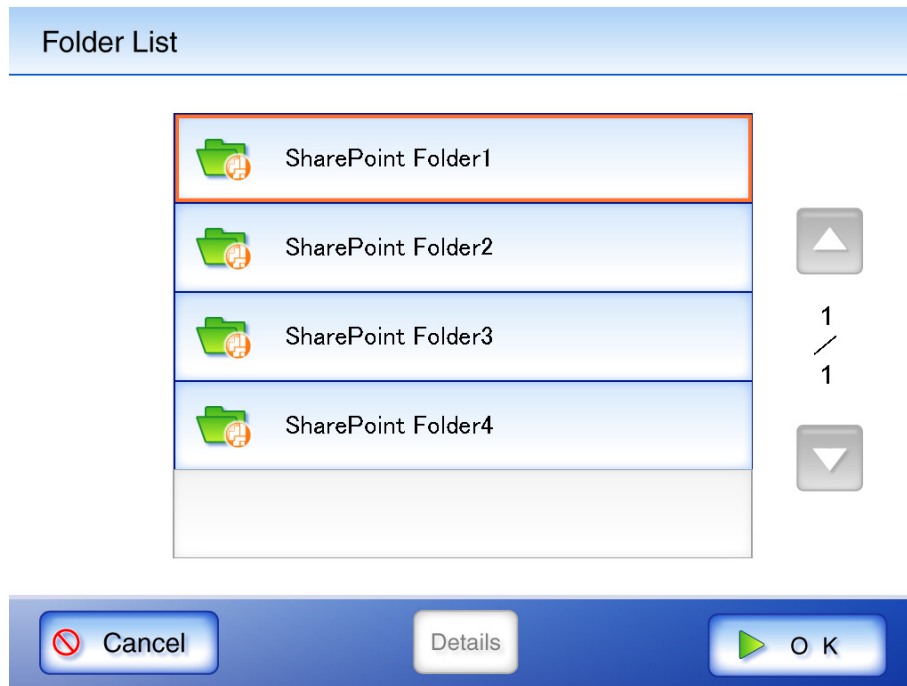 Folder List
SharePoint Folder1
SharePoint Folder2
SharePoint Folder3
SharePoint Folder4
1
/
1
Cancel
Details
O K